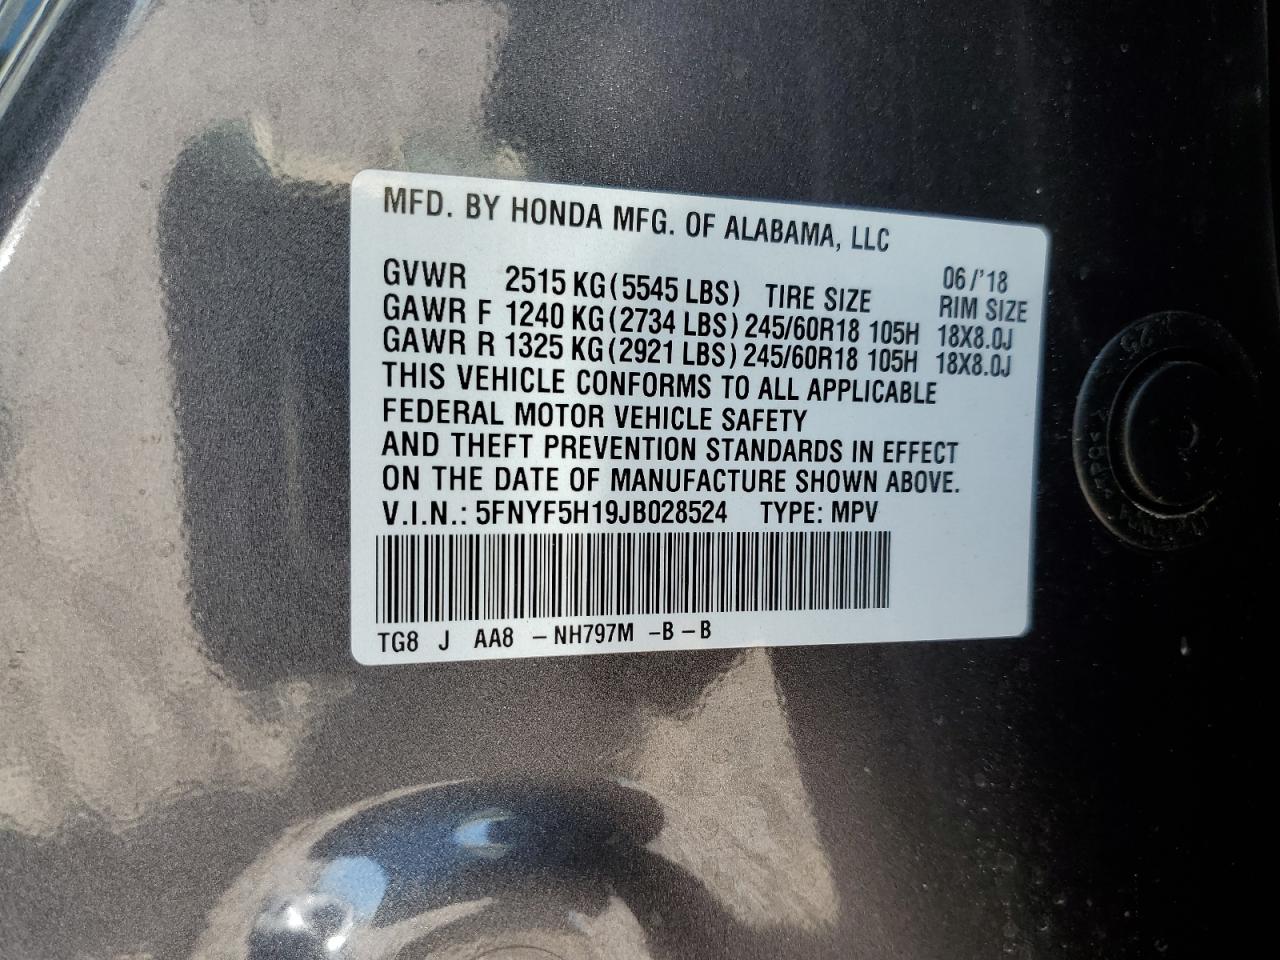 MFD. BY HONDA MFG. OF ALABAMA, LLC
06/'18
GVWR 2515 KG(5545 LBS) TIRE SIZE RIM SIZE
GAWR F 1240 KG(2734 LBS) 245/60R18 105H 18X8.0J
GAWR R 1325 KG(2921 LBS) 245/60R18 105H 18X8.0J
THIS VEHICLE CONFORMS TO ALL APPLICABLE
FEDERAL MOTOR VEHICLE SAFETY
AND THEFT PREVENTION STANDARDS IN EFFECT
ON THE DATE OF MANUFACTURE SHOWN ABOVE.
V.I.N.: 5FNYF5H19JB028524 TYPE: MPV
TG8 J AA8 -NH797M -B-B
25